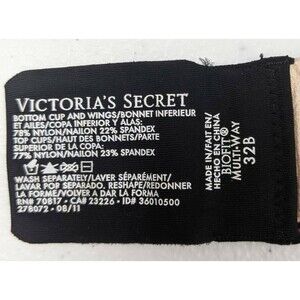 VICTORIA'S SECRET
BOTTOM CUP AND WINGS/BONNET INFERIEUR
ET AILES/COPA INFERIOR Y ALAS:
78% NYLON/NAILON 22% SPANDEX
TOP CUPS/HAUT DES BONNETS/PARTE
SUPERIOR DE LA COPA:
77% NYLON/NAILON 23% SPANDEX
WASH SEPARATELY/LAVER SÉPARÉMENT/
LAVAR POR SEPARADO. RESHAPE/REDONNER
LA FORME/VOLVER A DAR LA FORMA
RN# 70817 • CA# 23226 • ID# 36010500
278072 - 08/11
MADE IN/FAIT EN/
HECHO EN CHINA
BIOFIT®
MULTI-WAY
32B